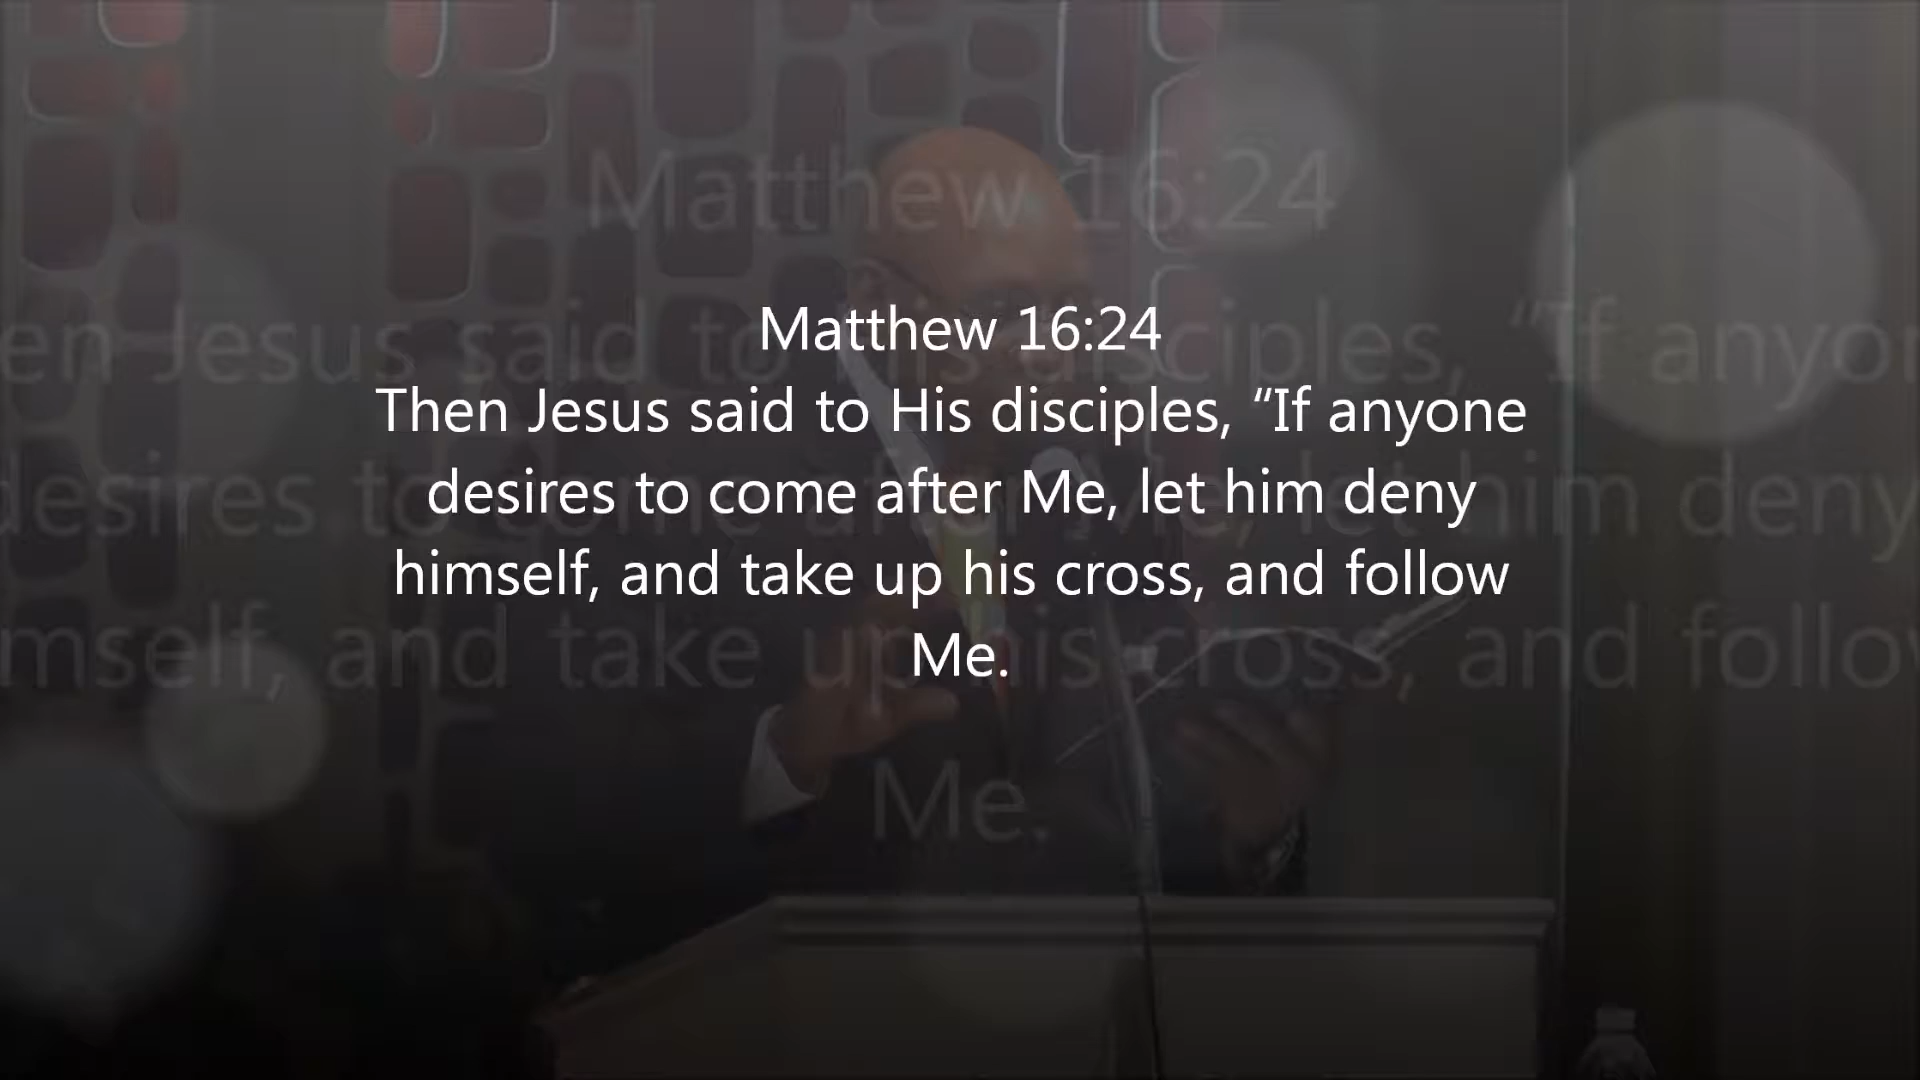 Matthew 16:24
Then Jesus said to His disciples, “If anyone
desires to come after Me, let him deny
himself, and take up his cross, and follow
Me.